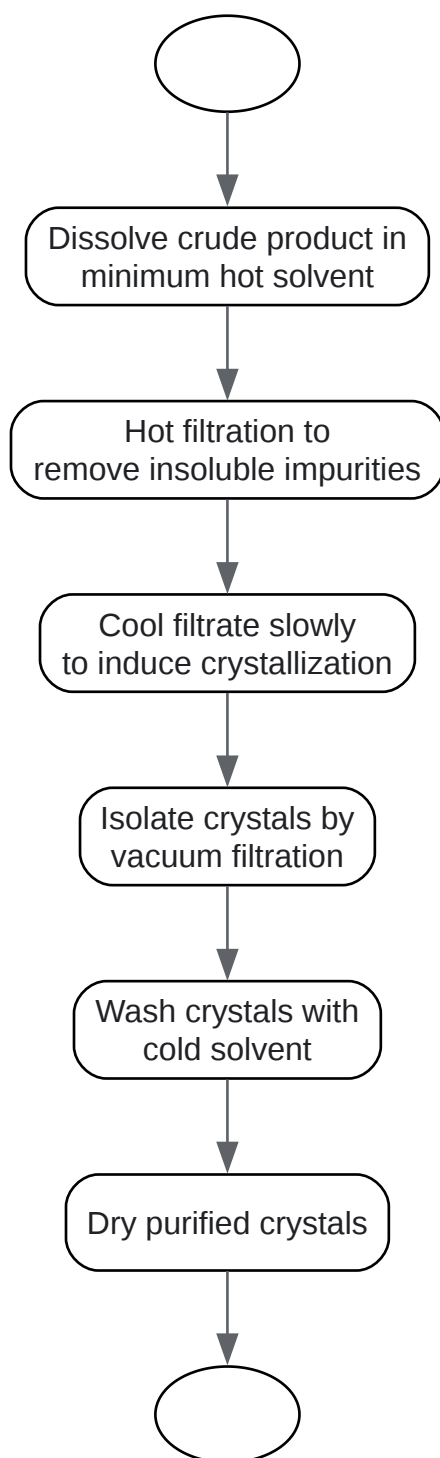 Dissolve crude product in
minimum hot solvent
Hot filtration to
remove insoluble impurities
Cool filtrate slowly
to induce crystallization
Isolate crystals by
vacuum filtration
Wash crystals with
cold solvent
Dry purified crystals